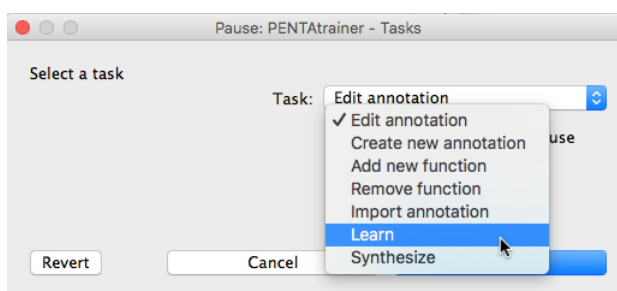 Pause: PENTAtrainer - Tasks
Select a task
Task: Edit annotation
✓ Edit annotation
Create new annotation
use
Add new function
Remove function
Import annotation
Learn
Synthesize
Revert
Cancel